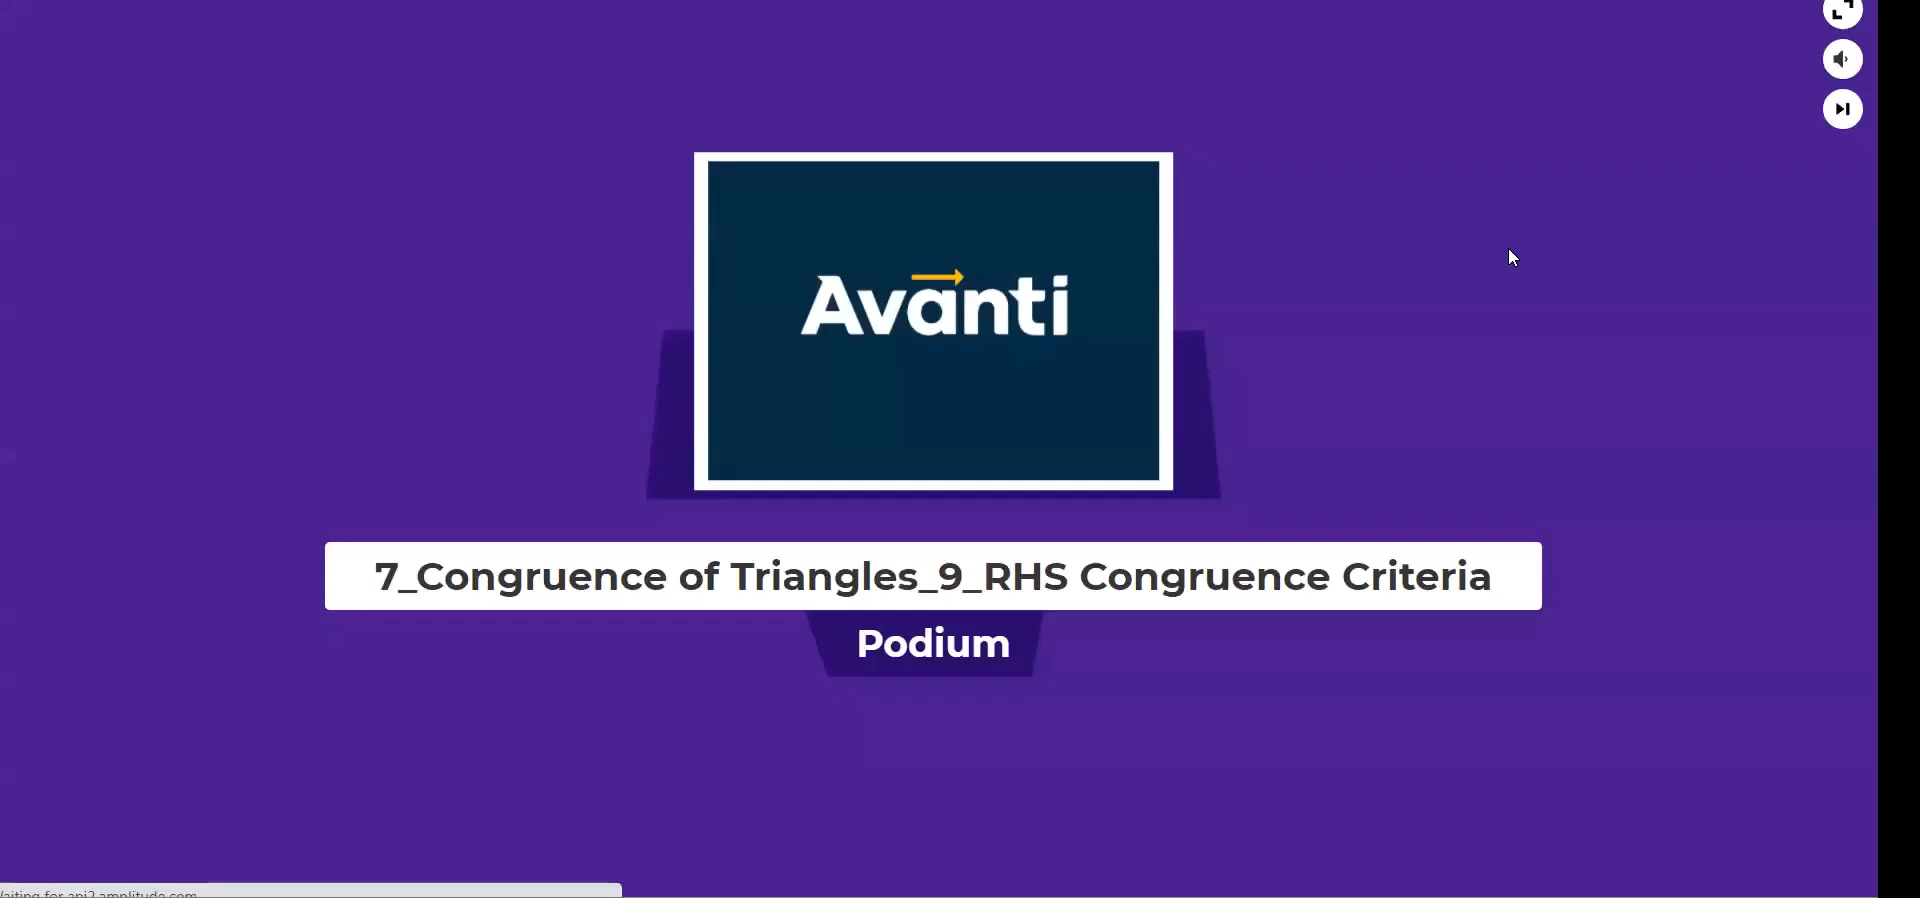 Avanti
7_Congruence of Triangles_9_RHS Congruence Criteria
Podium